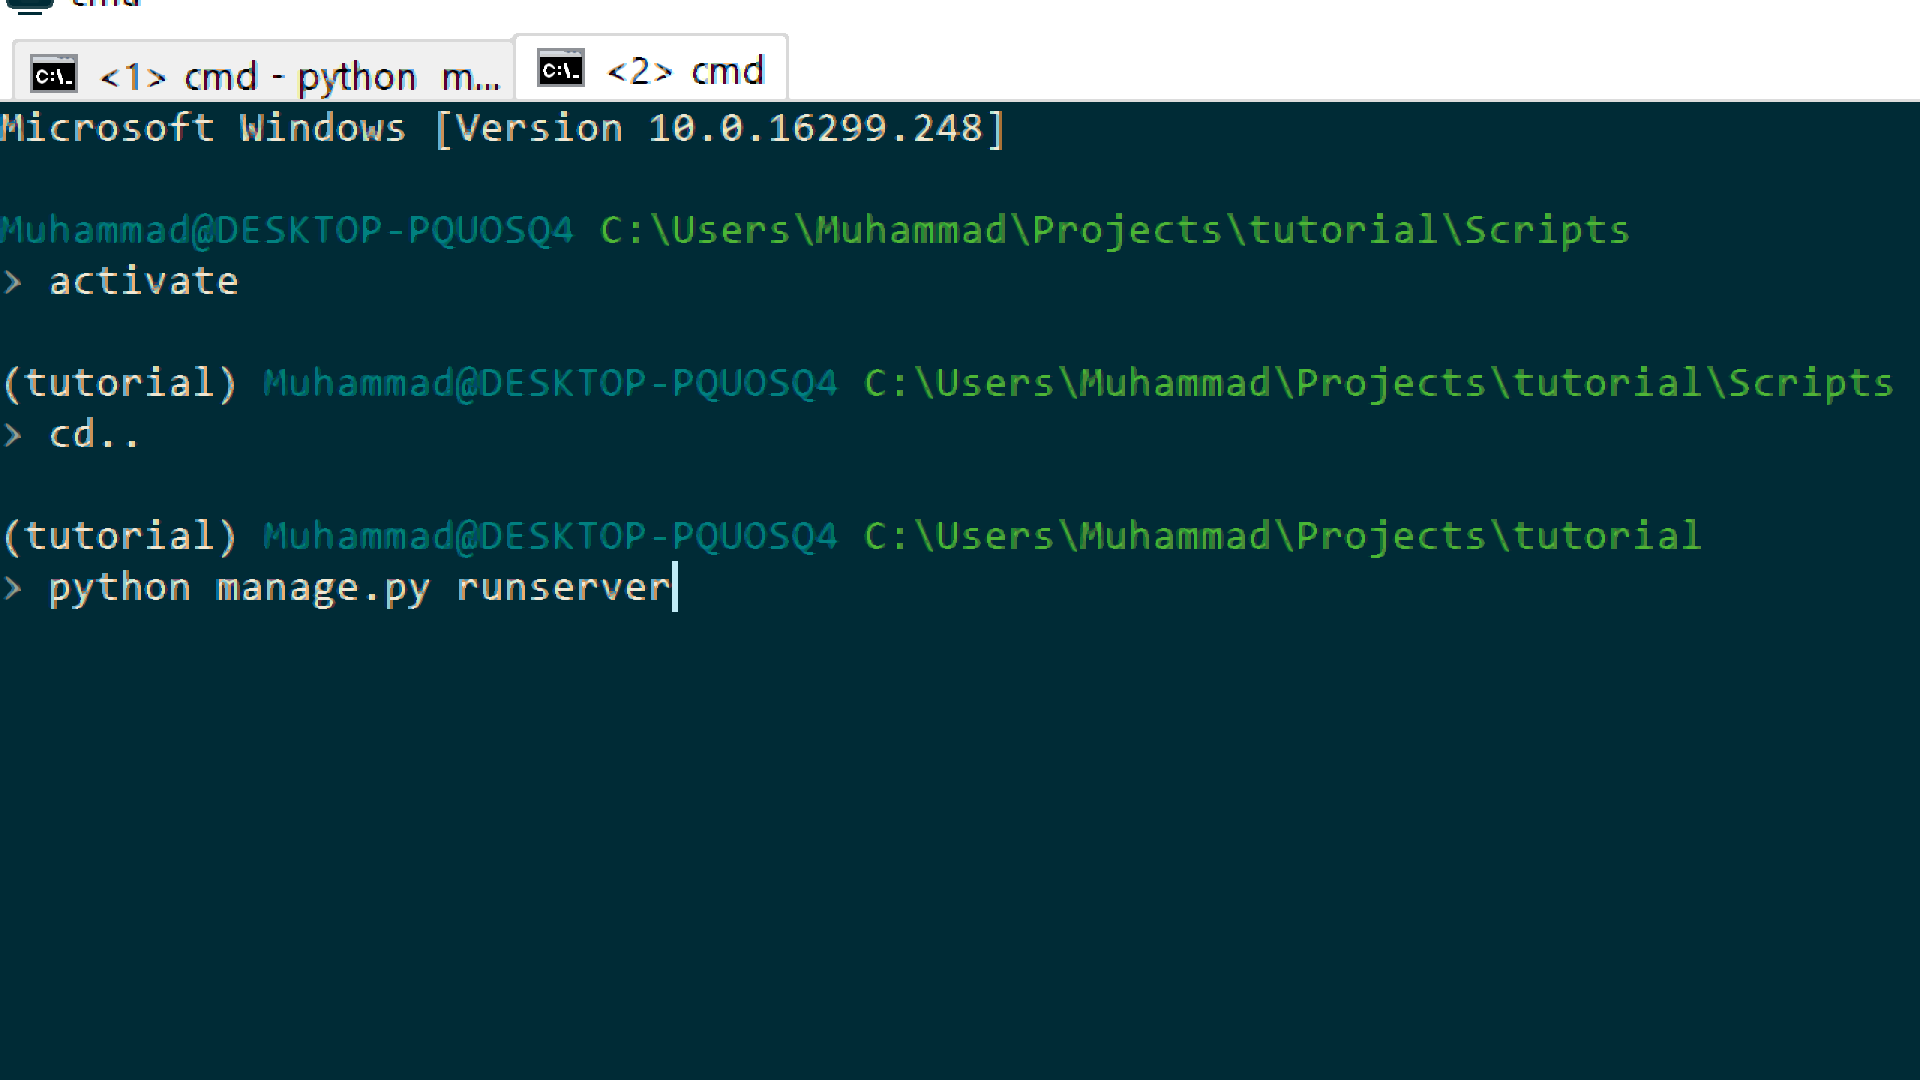 cmd
<1> cmd - python m...
<2> cmd
Microsoft Windows [Version 10.0.16299.248]
Muhammad@DESKTOP-PQUOSQ4 C:\Users\Muhammad\Projects\tutorial\Scripts
> activate
(tutorial) Muhammad@DESKTOP-PQUOSQ4 C:\Users\Muhammad\Projects\tutorial\Scripts
> cd..
(tutorial) Muhammad@DESKTOP-PQUOSQ4 C:\Users\Muhammad\Projects\tutorial
> python manage.py runserver